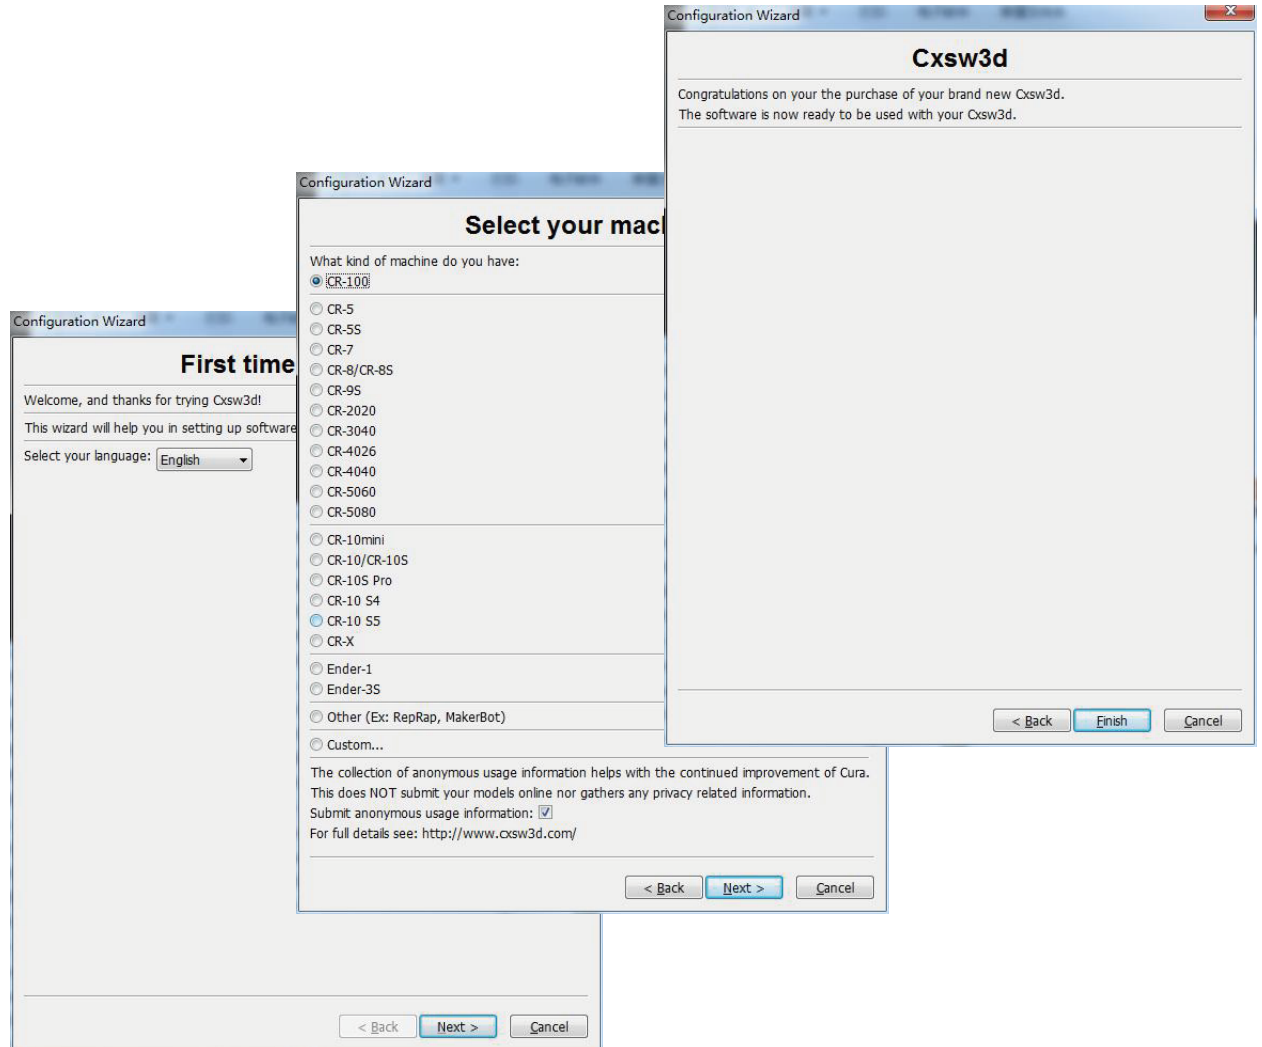 Configuration Wizard
First time
Welcome, and thanks for trying Cxsw3d!
This wizard will help you in setting up software
Select your language: English
< Back Next > Cancel
Configuration Wizard
Select your
What kind of machine do you have:
CR-100
CR-5
CR-5S
CR-7
CR-8/CR-8S
CR-9S
CR-2020
CR-3040
CR-4026
CR-4040
CR-5060
CR-5080
CR-10mini
CR-10/CR-10S
CR-10S Pro
CR-10 S4
CR-10 S5
CR-X
Ender-1
Ender-3S
Other (Ex: RepRap, MakerBot)
Custom...
The collection of anonymous usage information helps with the continued improvement of Cura.
This does NOT submit your models online nor gathers any privacy related information.
Submit anonymous usage information:
For full details see: http://www.cxsw3d.com/
< Back Next > Cancel
Configuration Wizard
Cxsw3d
Congratulations on your the purchase of your brand new Cxsw3d.
The software is now ready to be used with your Cxsw3d.
< Back Finish Cancel